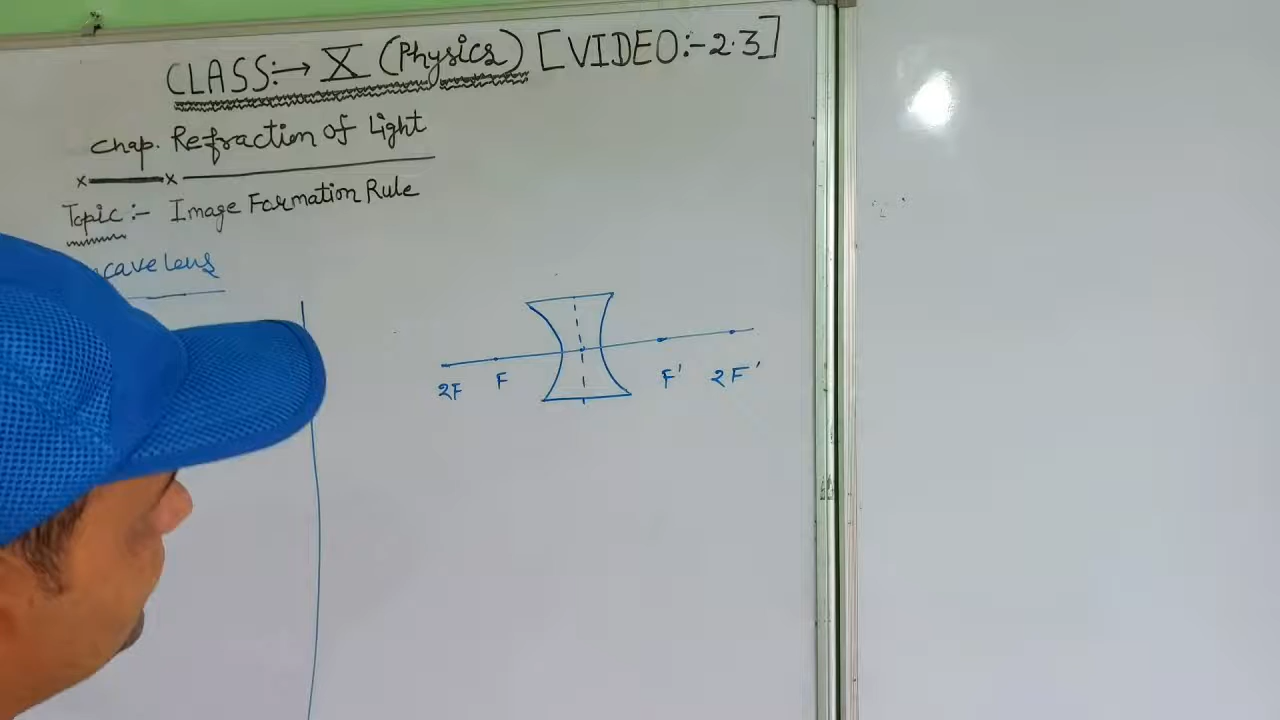 CLASS:→ X (Physics) [VIDEO:-2.3]
Chap. Refraction of Light
Topic:- Image Formation Rule
cave lens
2F F F' 2F'